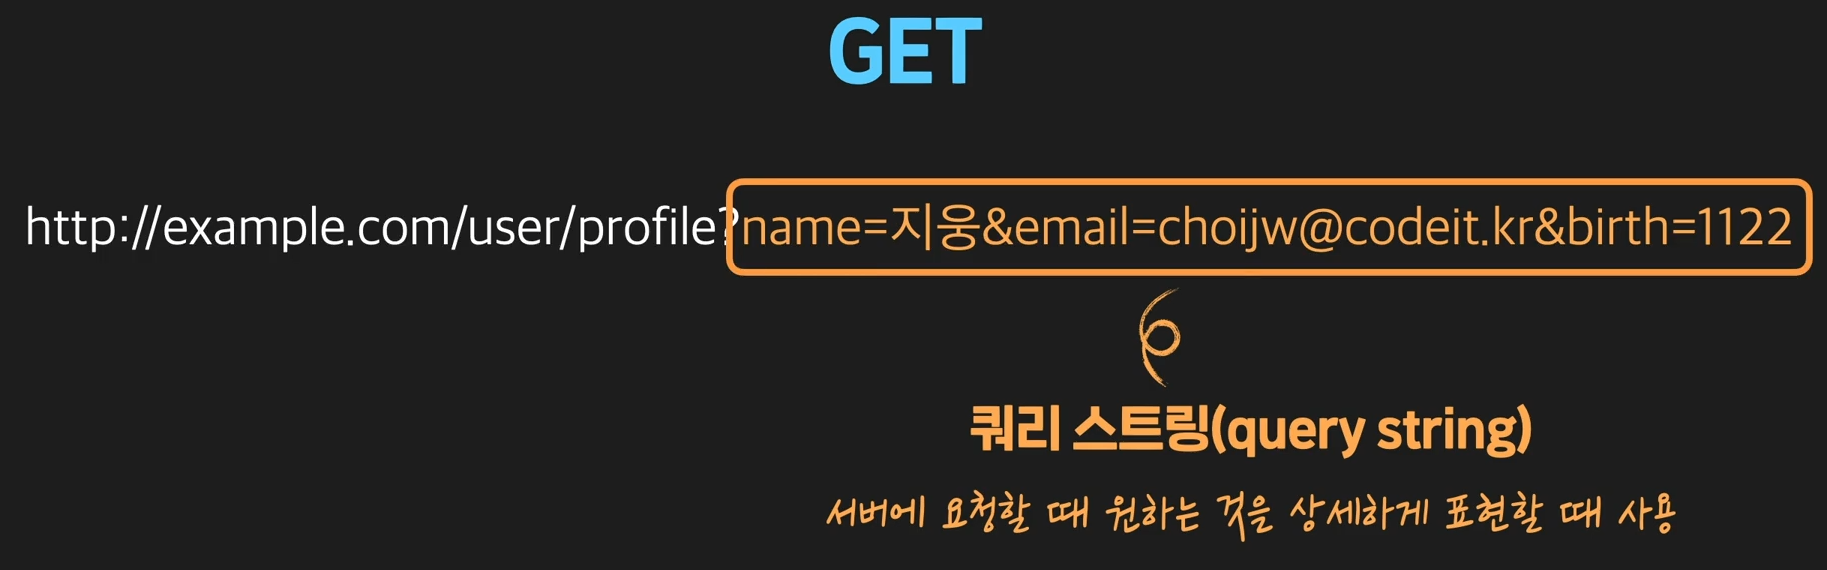 GET
http://example.com/user/profile?name=지웅&email=choijw@codeit.kr&birth=1122
쿼리 스트링(query string)
서버에 요청할 때 원하는 것을 상세하게 표현할 때 사용